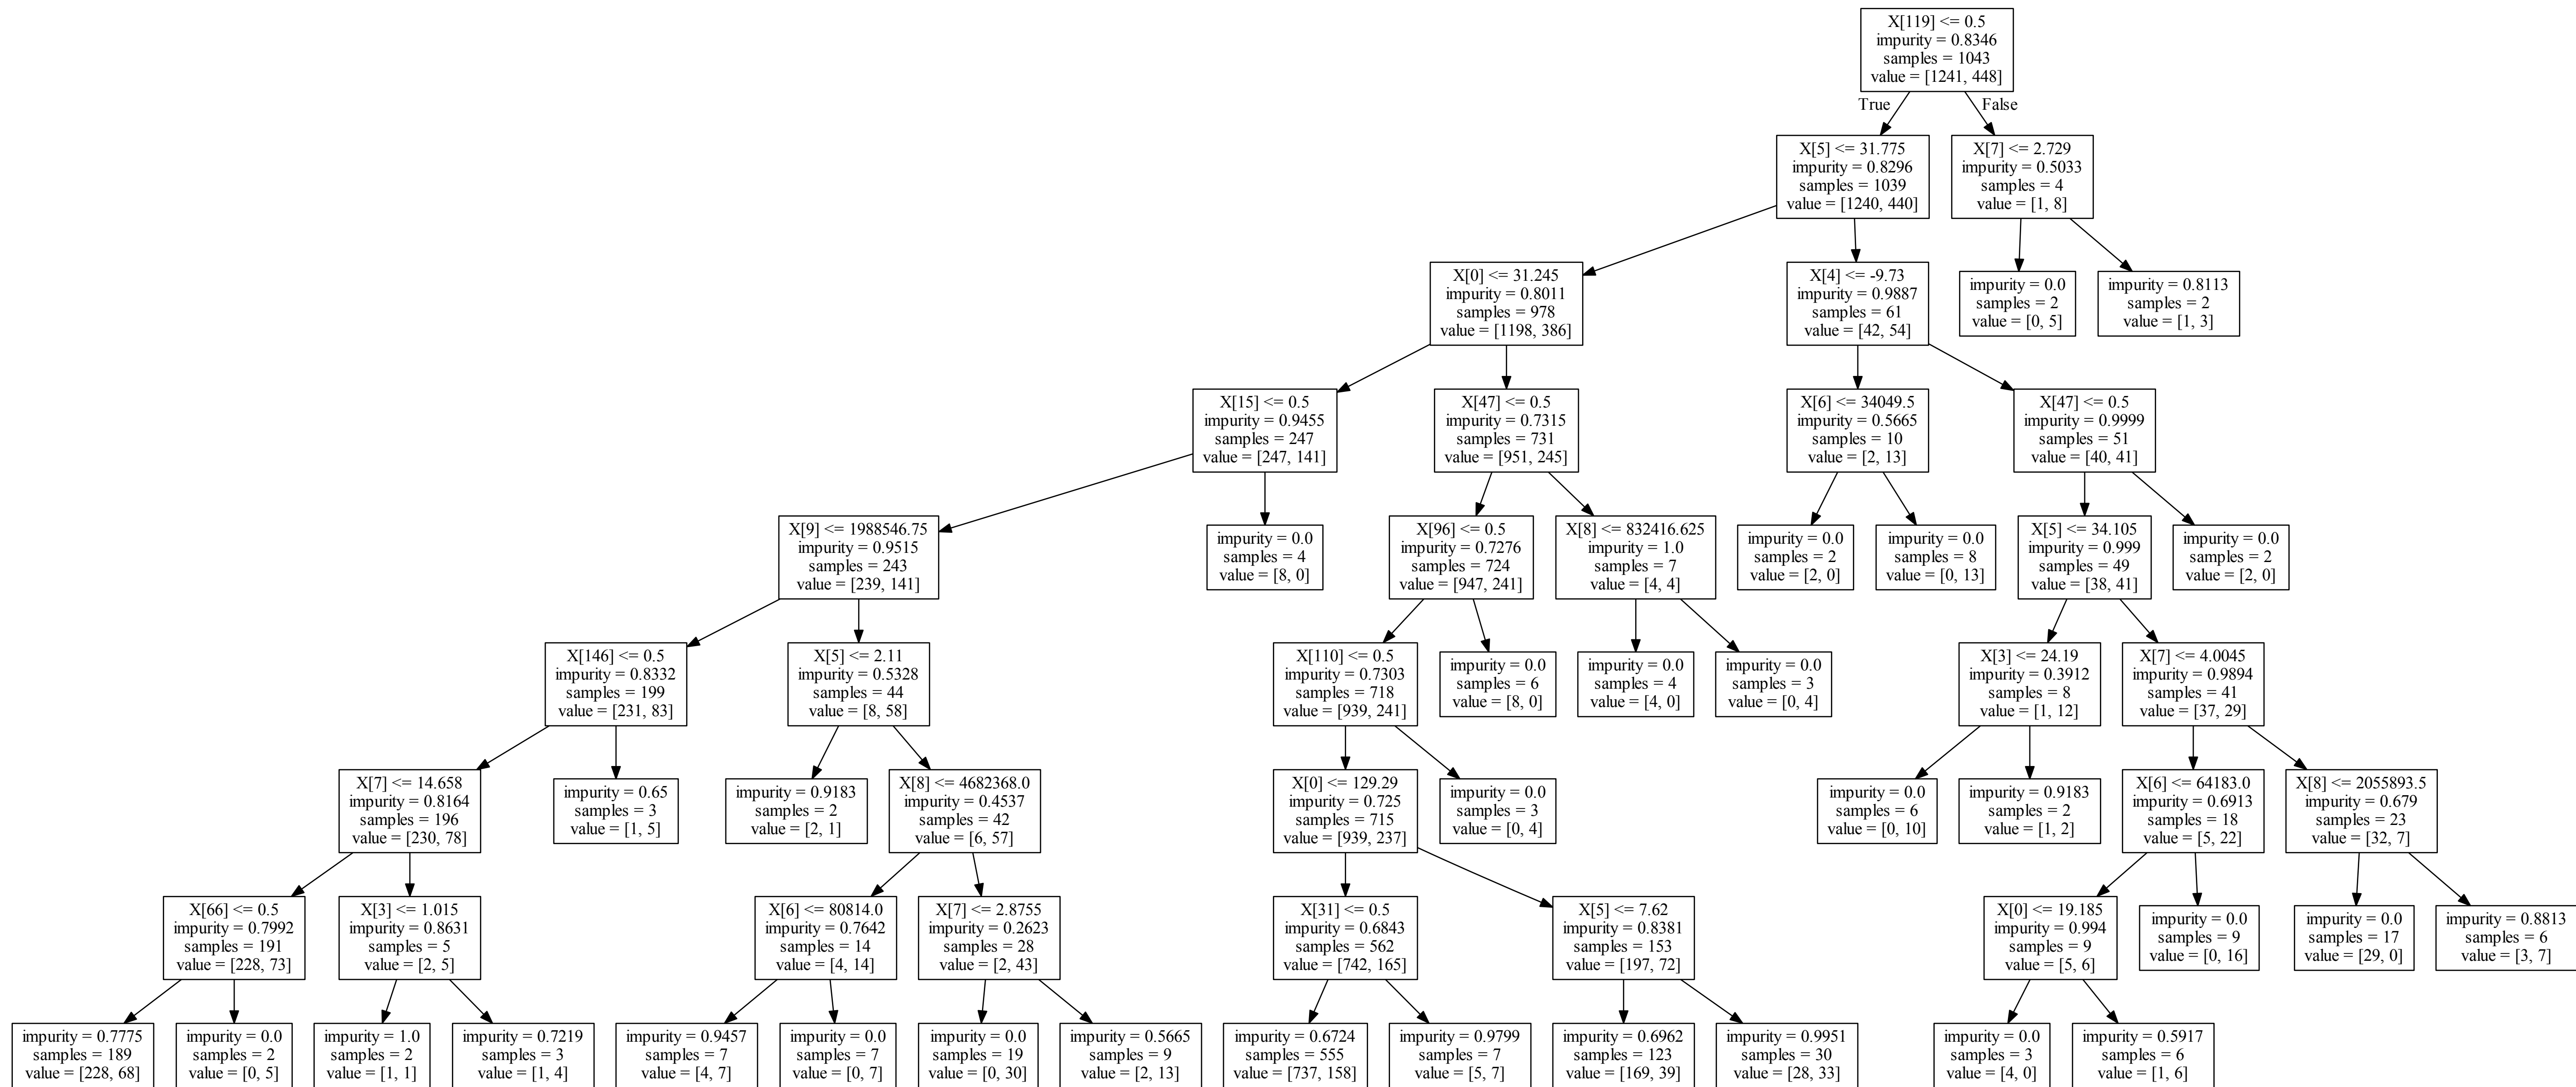 X[119] <= 0.5
impurity = 0.8346
samples = 1043
value = [1241, 448]
True
False
X[5] <= 31.775
impurity = 0.8296
samples = 1039
value = [1240, 440]
X[7] <= 2.729
impurity = 0.5033
samples = 4
value = [1, 8]
X[0] <= 31.245
impurity = 0.8011
samples = 978
value = [1198, 386]
X[4] <= -9.73
impurity = 0.9887
samples = 61
value = [42, 54]
impurity = 0.0
samples = 2
value = [0, 5]
impurity = 0.8113
samples = 2
value = [1, 3]
X[15] <= 0.5
impurity = 0.9455
samples = 247
value = [247, 141]
X[47] <= 0.5
impurity = 0.7315
samples = 731
value = [951, 245]
X[6] <= 34049.5
impurity = 0.5665
samples = 10
value = [2, 13]
X[47] <= 0.5
impurity = 0.9999
samples = 51
value = [40, 41]
X[9] <= 1988546.75
impurity = 0.9515
samples = 243
value = [239, 141]
impurity = 0.0
samples = 4
value = [8, 0]
X[96] <= 0.5
impurity = 0.7276
samples = 724
value = [947, 241]
X[8] <= 832416.625
impurity = 1.0
samples = 7
value = [4, 4]
impurity = 0.0
samples = 2
value = [2, 0]
impurity = 0.0
samples = 8
value = [0, 13]
X[5] <= 34.105
impurity = 0.999
samples = 49
value = [38, 41]
impurity = 0.0
samples = 2
value = [2, 0]
X[146] <= 0.5
impurity = 0.8332
samples = 199
value = [231, 83]
X[5] <= 2.11
impurity = 0.5328
samples = 44
value = [8, 58]
X[110] <= 0.5
impurity = 0.7303
samples = 718
value = [939, 241]
impurity = 0.0
samples = 6
value = [8, 0]
impurity = 0.0
samples = 4
value = [4, 0]
impurity = 0.0
samples = 3
value = [0, 4]
X[3] <= 24.19
impurity = 0.3912
samples = 8
value = [1, 12]
X[7] <= 4.0045
impurity = 0.9894
samples = 41
value = [37, 29]
X[7] <= 14.658
impurity = 0.8164
samples = 196
value = [230, 78]
impurity = 0.65
samples = 3
value = [1, 5]
impurity = 0.9183
samples = 2
value = [2, 1]
X[8] <= 4682368.0
impurity = 0.4537
samples = 42
value = [6, 57]
X[0] <= 129.29
impurity = 0.725
samples = 715
value = [939, 237]
impurity = 0.0
samples = 3
value = [0, 4]
impurity = 0.0
samples = 6
value = [0, 10]
impurity = 0.9183
samples = 2
value = [1, 2]
X[6] <= 64183.0
impurity = 0.6913
samples = 18
value = [5, 22]
X[8] <= 2055893.5
impurity = 0.679
samples = 23
value = [32, 7]
X[66] <= 0.5
impurity = 0.7992
samples = 191
value = [228, 73]
X[3] <= 1.015
impurity = 0.8631
samples = 5
value = [2, 5]
X[6] <= 80814.0
impurity = 0.7642
samples = 14
value = [4, 14]
X[7] <= 2.8755
impurity = 0.2623
samples = 28
value = [2, 43]
X[31] <= 0.5
impurity = 0.6843
samples = 562
value = [742, 165]
X[5] <= 7.62
impurity = 0.8381
samples = 153
value = [197, 72]
X[0] <= 19.185
impurity = 0.994
samples = 9
value = [5, 6]
impurity = 0.0
samples = 9
value = [0, 16]
impurity = 0.0
samples = 17
value = [29, 0]
impurity = 0.8813
samples = 6
value = [3, 7]
impurity = 0.7775
samples = 189
value = [228, 68]
impurity = 0.0
samples = 2
value = [0, 5]
impurity = 1.0
samples = 2
value = [1, 1]
impurity = 0.7219
samples = 3
value = [1, 4]
impurity = 0.9457
samples = 7
value = [4, 7]
impurity = 0.0
samples = 7
value = [0, 7]
impurity = 0.0
samples = 19
value = [0, 30]
impurity = 0.5665
samples = 9
value = [2, 13]
impurity = 0.6724
samples = 555
value = [737, 158]
impurity = 0.9799
samples = 7
value = [5, 7]
impurity = 0.6962
samples = 123
value = [169, 39]
impurity = 0.9951
samples = 30
value = [28, 33]
impurity = 0.0
samples = 3
value = [4, 0]
impurity = 0.5917
samples = 6
value = [1, 6]